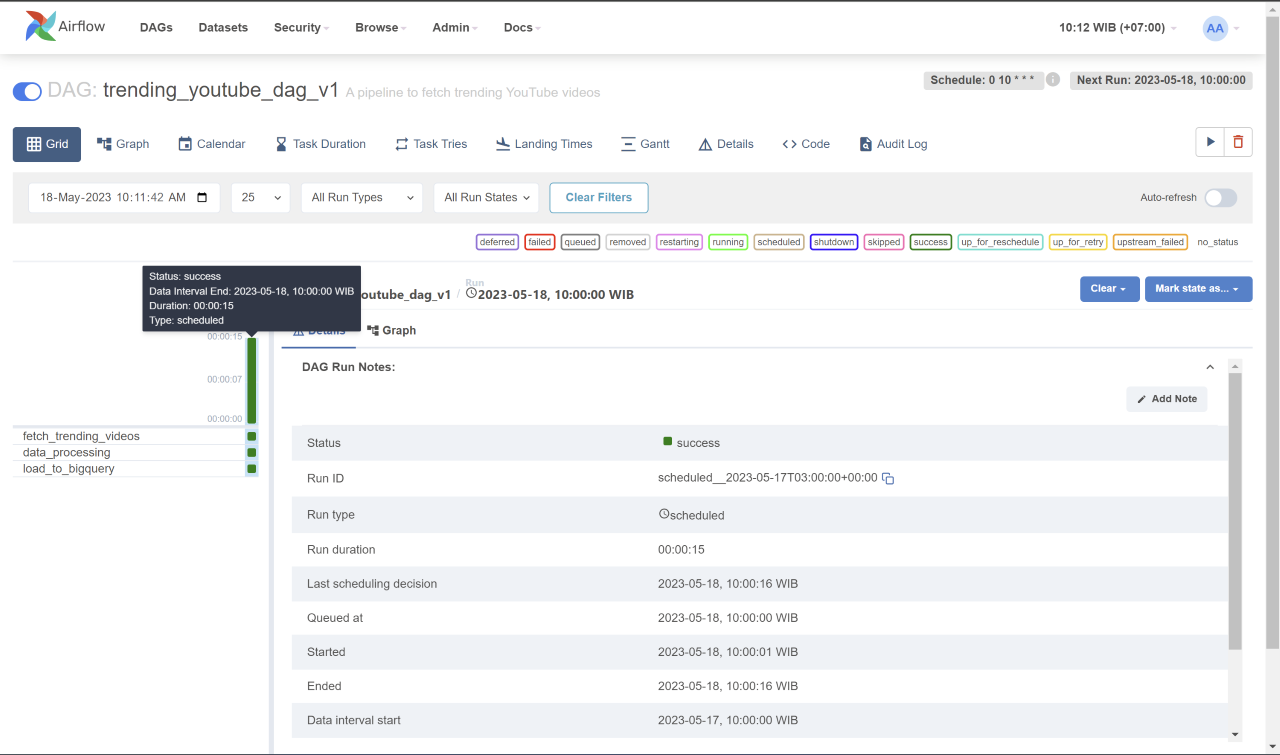 Airflow DAGs Datasets Security Browse Admin Docs 10:12 WIB (+07:00) AA
DAG: trending_youtube_dag_v1 A pipeline to fetch trending YouTube videos Schedule: 0 10 * * * i Next Run: 2023-05-18, 10:00:00
Grid Graph Calendar Task Duration Task Tries Landing Times Gantt Details Code Audit Log
18-May-2023 10:11:42 AM 25 All Run Types All Run States Clear Filters Auto-refresh
deferred failed queued removed restarting running scheduled shutdown skipped success up_for_reschedule up_for_retry upstream_failed no_status
Status: success
Data Interval End: 2023-05-18, 10:00:00 WIB
Duration: 00:00:15
Type: scheduled
Run
outube_dag_v1 / 2023-05-18, 10:00:00 WIB
Clear Mark state as...
Details Graph
00:00:15
00:00:07
00:00:00
fetch_trending_videos
data_processing
load_to_bigquery
DAG Run Notes:
Add Note
Status success
Run ID scheduled__2023-05-17T03:00:00+00:00
Run type scheduled
Run duration 00:00:15
Last scheduling decision 2023-05-18, 10:00:16 WIB
Queued at 2023-05-18, 10:00:00 WIB
Started 2023-05-18, 10:00:01 WIB
Ended 2023-05-18, 10:00:16 WIB
Data interval start 2023-05-17, 10:00:00 WIB